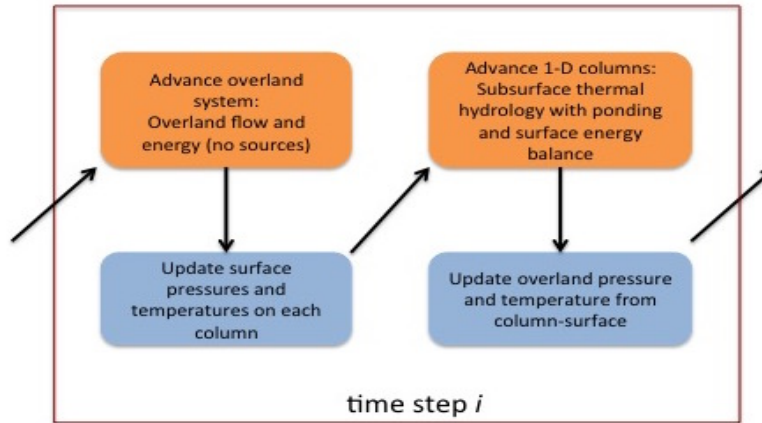 Advance overland
system:
Overland flow and
energy (no sources)
Update surface
pressures and
temperatures on each
column
Advance 1-D columns:
Subsurface thermal
hydrology with ponding
and surface energy
balance
Update overland pressure
and temperature from
column-surface
time step i